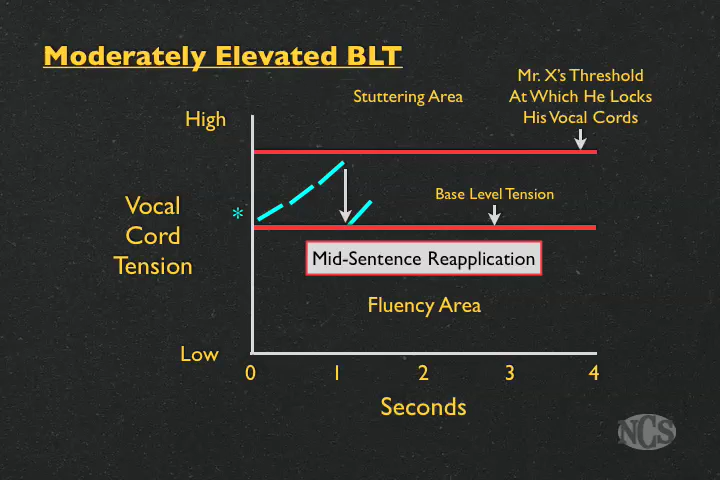 Moderately Elevated BLT
Mr. X's Threshold
At Which He Locks
His Vocal Cords
Stuttering Area
High
Base Level Tension
Vocal
Cord
Tension
*
Mid-Sentence Reapplication
Fluency Area
Low
0 1 2 3 4
Seconds
NCS